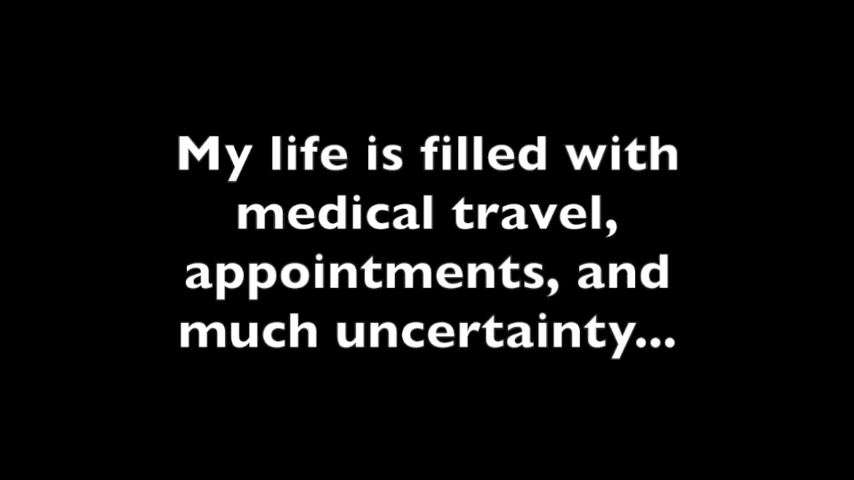 My life is filled with
medical travel,
appointments, and
much uncertainty...